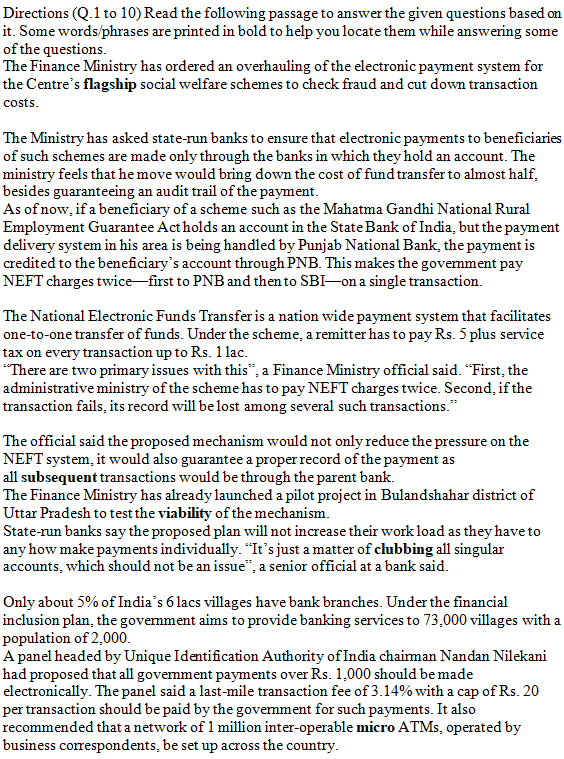 Directions (Q.1 to 10) Read the following passage to answer the given questions based on
it. Some words/phrases are printed in bold to help you locate them while answering some
of the questions.
The Finance Ministry has ordered an overhauling of the electronic payment system for
the Centre's flagship social welfare schemes to check fraud and cut down transaction
costs.
The Ministry has asked state-run banks to ensure that electronic payments to beneficiaries
of such schemes are made only through the banks in which they hold an account. The
ministry feels that he move would bring down the cost of fund transfer to almost half,
besides guaranteeing an audit trail of the payment.
As of now, if a beneficiary of a scheme such as the Mahatma Gandhi National Rural
Employment Guarantee Act holds an account in the State Bank of India, but the payment
delivery system in his area is being handled by Punjab National Bank, the payment is
credited to the beneficiary's account through PNB. This makes the government pay
NEFT charges twice—first to PNB and then to SBI—on a single transaction.
The National Electronic Funds Transfer is a nation wide payment system that facilitates
one-to-one transfer of funds. Under the scheme, a remitter has to pay Rs. 5 plus service
tax on every transaction up to Rs. 1 lac.
“There are two primary issues with this”, a Finance Ministry official said. “First, the
administrative ministry of the scheme has to pay NEFT charges twice. Second, if the
transaction fails, its record will be lost among several such transactions.”
The official said the proposed mechanism would not only reduce the pressure on the
NEFT system, it would also guarantee a proper record of the payment as
all subsequent transactions would be through the parent bank.
The Finance Ministry has already launched a pilot project in Bulandshahar district of
Uttar Pradesh to test the viability of the mechanism.
State-run banks say the proposed plan will not increase their work load as they have to
any how make payments individually. “It's just a matter of clubbing all singular
accounts, which should not be an issue”, a senior official at a bank said.
Only about 5% of India's 6 lacs villages have bank branches. Under the financial
inclusion plan, the government aims to provide banking services to 73,000 villages with a
population of 2,000.
A panel headed by Unique Identification Authority of India chairman Nandan Nilekani
had proposed that all government payments over Rs. 1,000 should be made
electronically. The panel said a last-mile transaction fee of 3.14% with a cap of Rs. 20
per transaction should be paid by the government for such payments. It also
recommended that a network of 1 million inter-operable micro ATMs, operated by
business correspondents, be set up across the country.